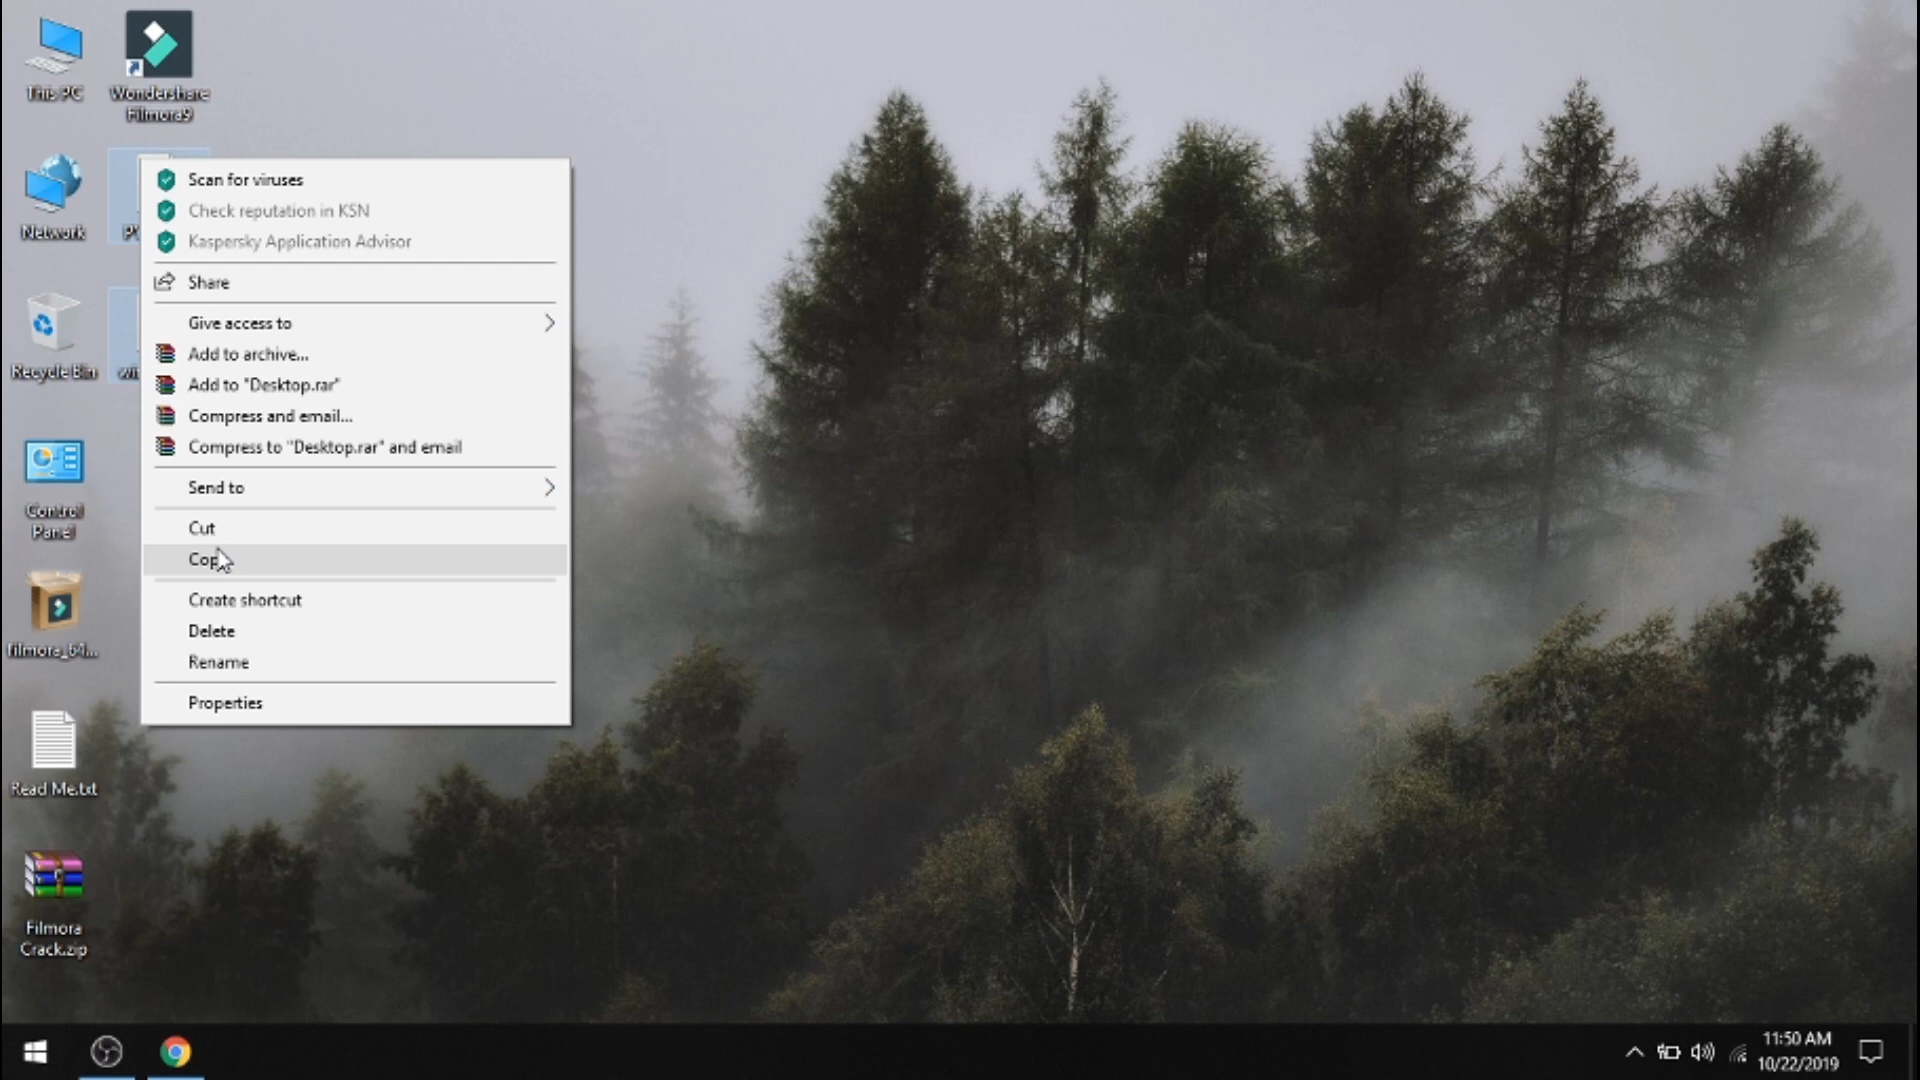 This PC
Wondershare
Filmora9
Network
Recycle Bin
Control
Panel
filmora_64...
Read Me.txt
Filmora
Crack.zip
Scan for viruses
Check reputation in KSN
Kaspersky Application Advisor
Share
Give access to
Add to archive...
Add to "Desktop.rar"
Compress and email...
Compress to "Desktop.rar" and email
Send to
Cut
Cop
Create shortcut
Delete
Rename
Properties
11:50 AM
10/22/2019